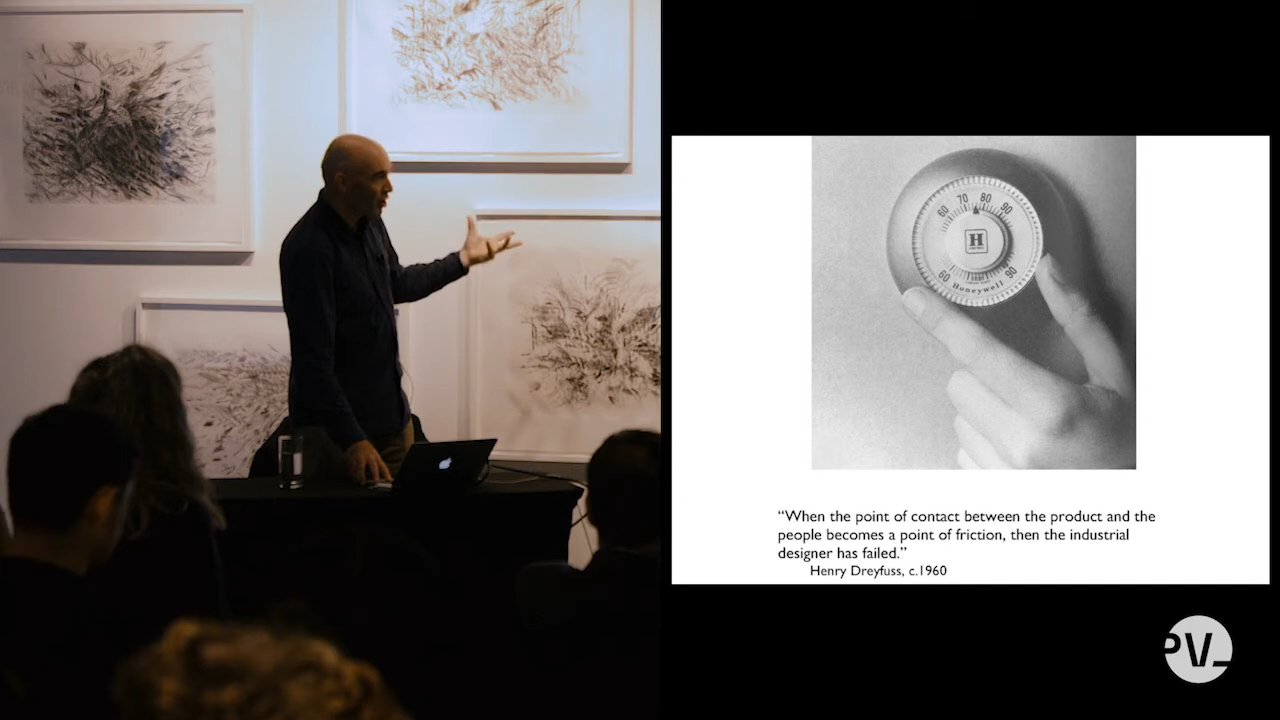 60 70 80 90
H
60 Honeywell 90
“When the point of contact between the product and the
people becomes a point of friction, then the industrial
designer has failed.”
Henry Dreyfuss, c.1960
PV_